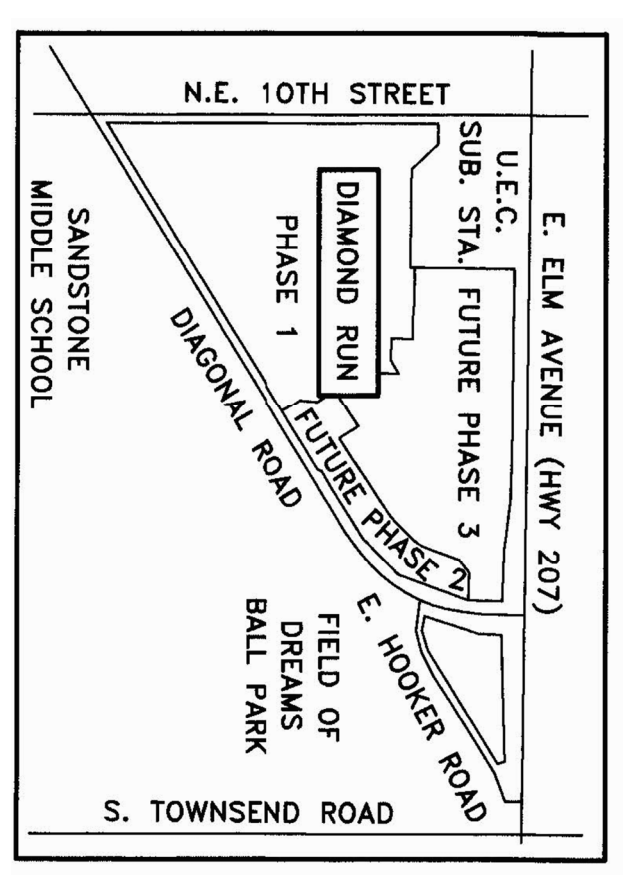 N.E. 10TH STREET
U.E.C.
SUB. STA.
E. ELM AVENUE (HWY 207)
DIAMOND RUN
PHASE 1
FUTURE PHASE 3
SANDSTONE
MIDDLE SCHOOL
DIAGONAL ROAD
FUTURE PHASE 2
E. HOOKER ROAD
FIELD OF
DREAMS
BALL PARK
S. TOWNSEND ROAD